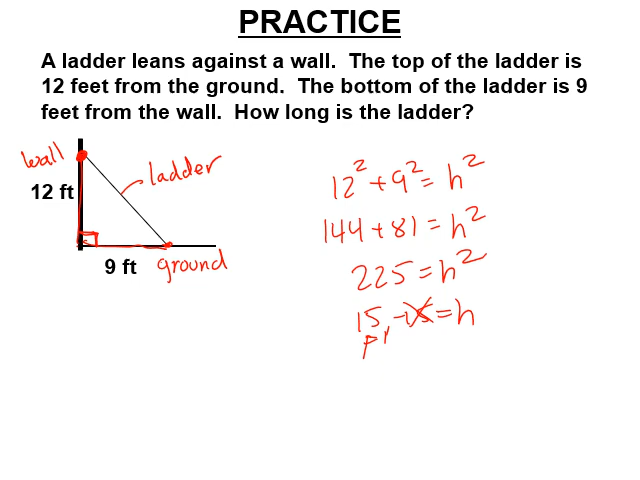 PRACTICE
A ladder leans against a wall. The top of the ladder is
12 feet from the ground. The bottom of the ladder is 9
feet from the wall. How long is the ladder?
wall
ladder
12 ft
9 ft
ground
12² + 9² = h²
144 + 81 = h²
225 = h²
15, -15 = h